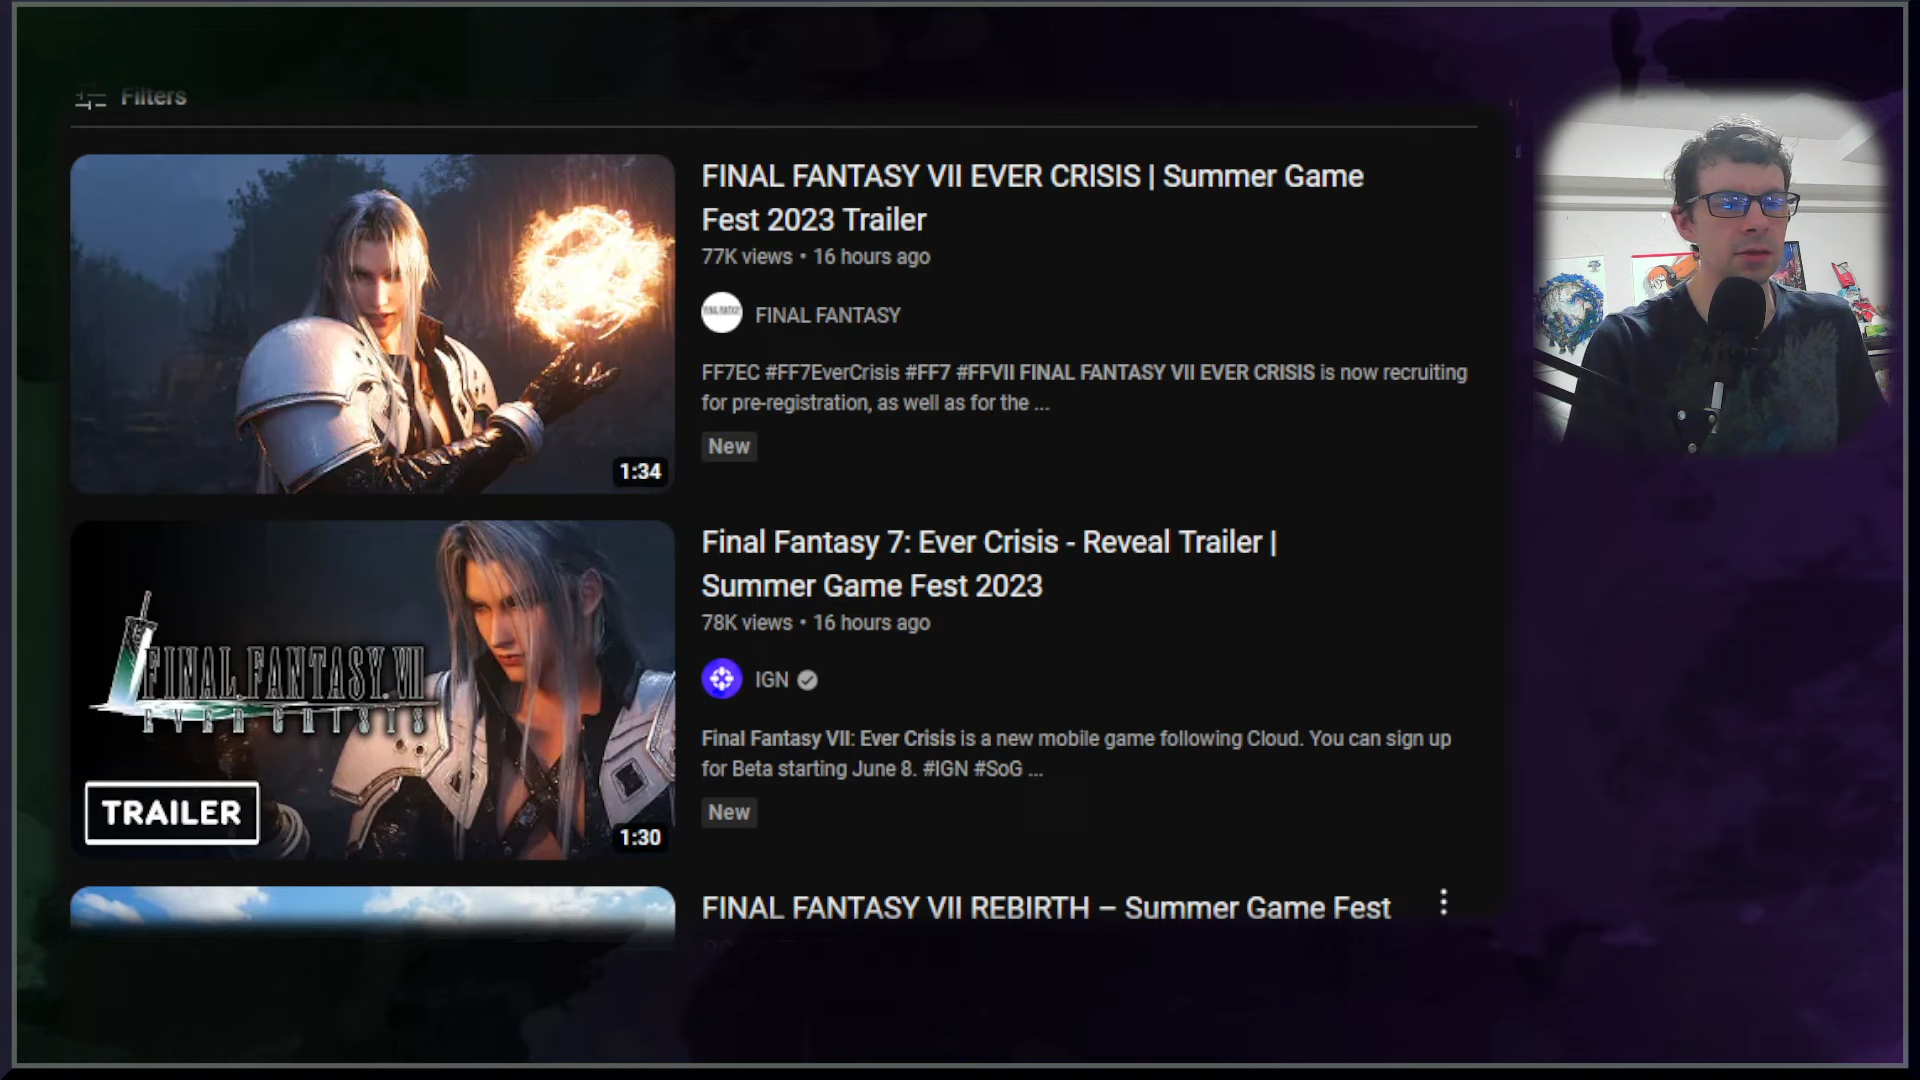 Filters
FINAL FANTASY VII EVER CRISIS | Summer Game
Fest 2023 Trailer
77K views • 16 hours ago
FINAL FANTASY
FF7EC #FF7EverCrisis #FF7 #FFVII FINAL FANTASY VII EVER CRISIS is now recruiting
for pre-registration, as well as for the ...
New
1:34
Final Fantasy 7: Ever Crisis - Reveal Trailer |
Summer Game Fest 2023
78K views • 16 hours ago
IGN
Final Fantasy VII: Ever Crisis is a new mobile game following Cloud. You can sign up
for Beta starting June 8. #IGN #SoG ...
New
FINAL FANTASY VII
EVER CRISIS
TRAILER
1:30
FINAL FANTASY VII REBIRTH – Summer Game Fest